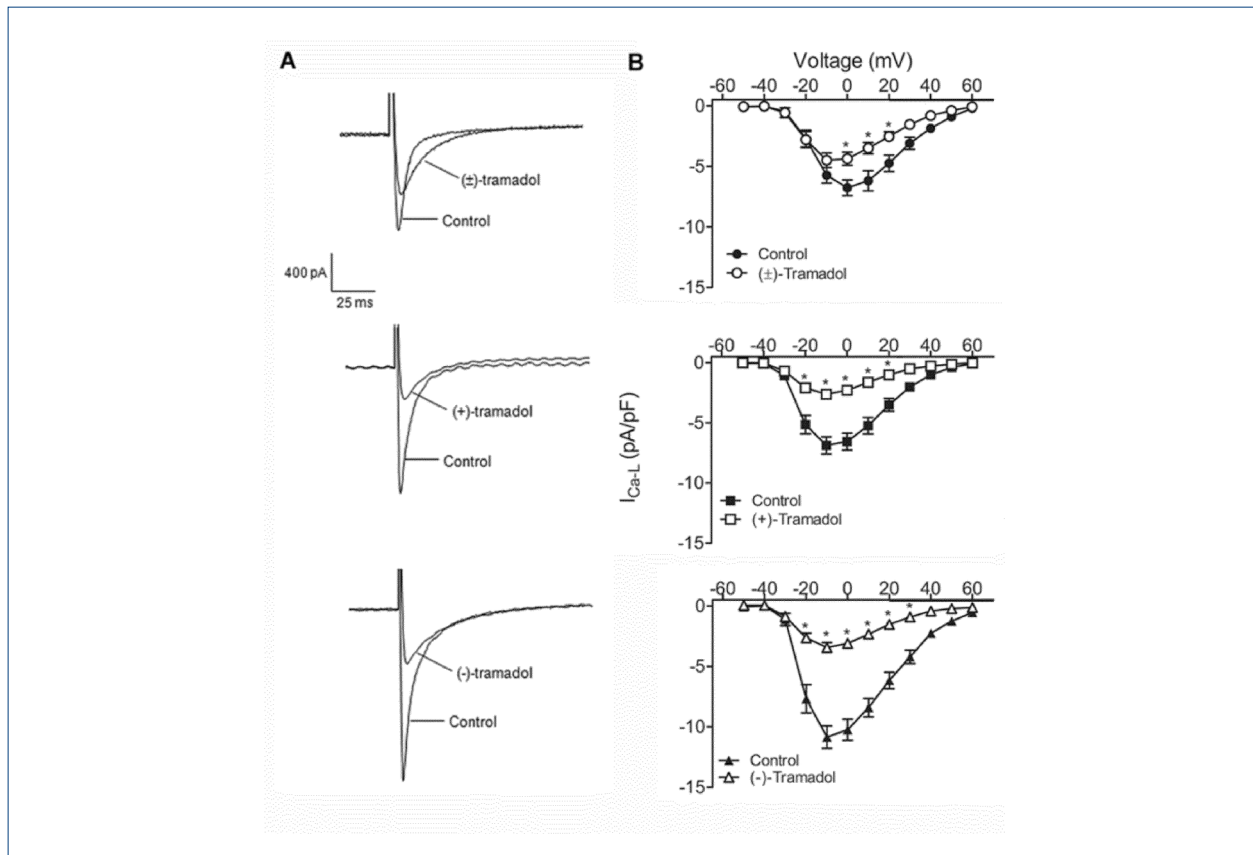 A
(±)-tramadol
Control
400 pA
25 ms
(+)-tramadol
Control
(-)-tramadol
Control
B
Voltage (mV)
-60 -40 -20 0 20 40 60
0
* * *
-5
-10
-15
Control
(±)-Tramadol
I Ca-L (pA/pF)
-60 -40 -20 0 20 40 60
0
* * * * *
-5
-10
-15
Control
(+)-Tramadol
-60 -40 -20 0 20 40 60
0
* * * * * *
-5
-10
-15
Control
(-)-Tramadol